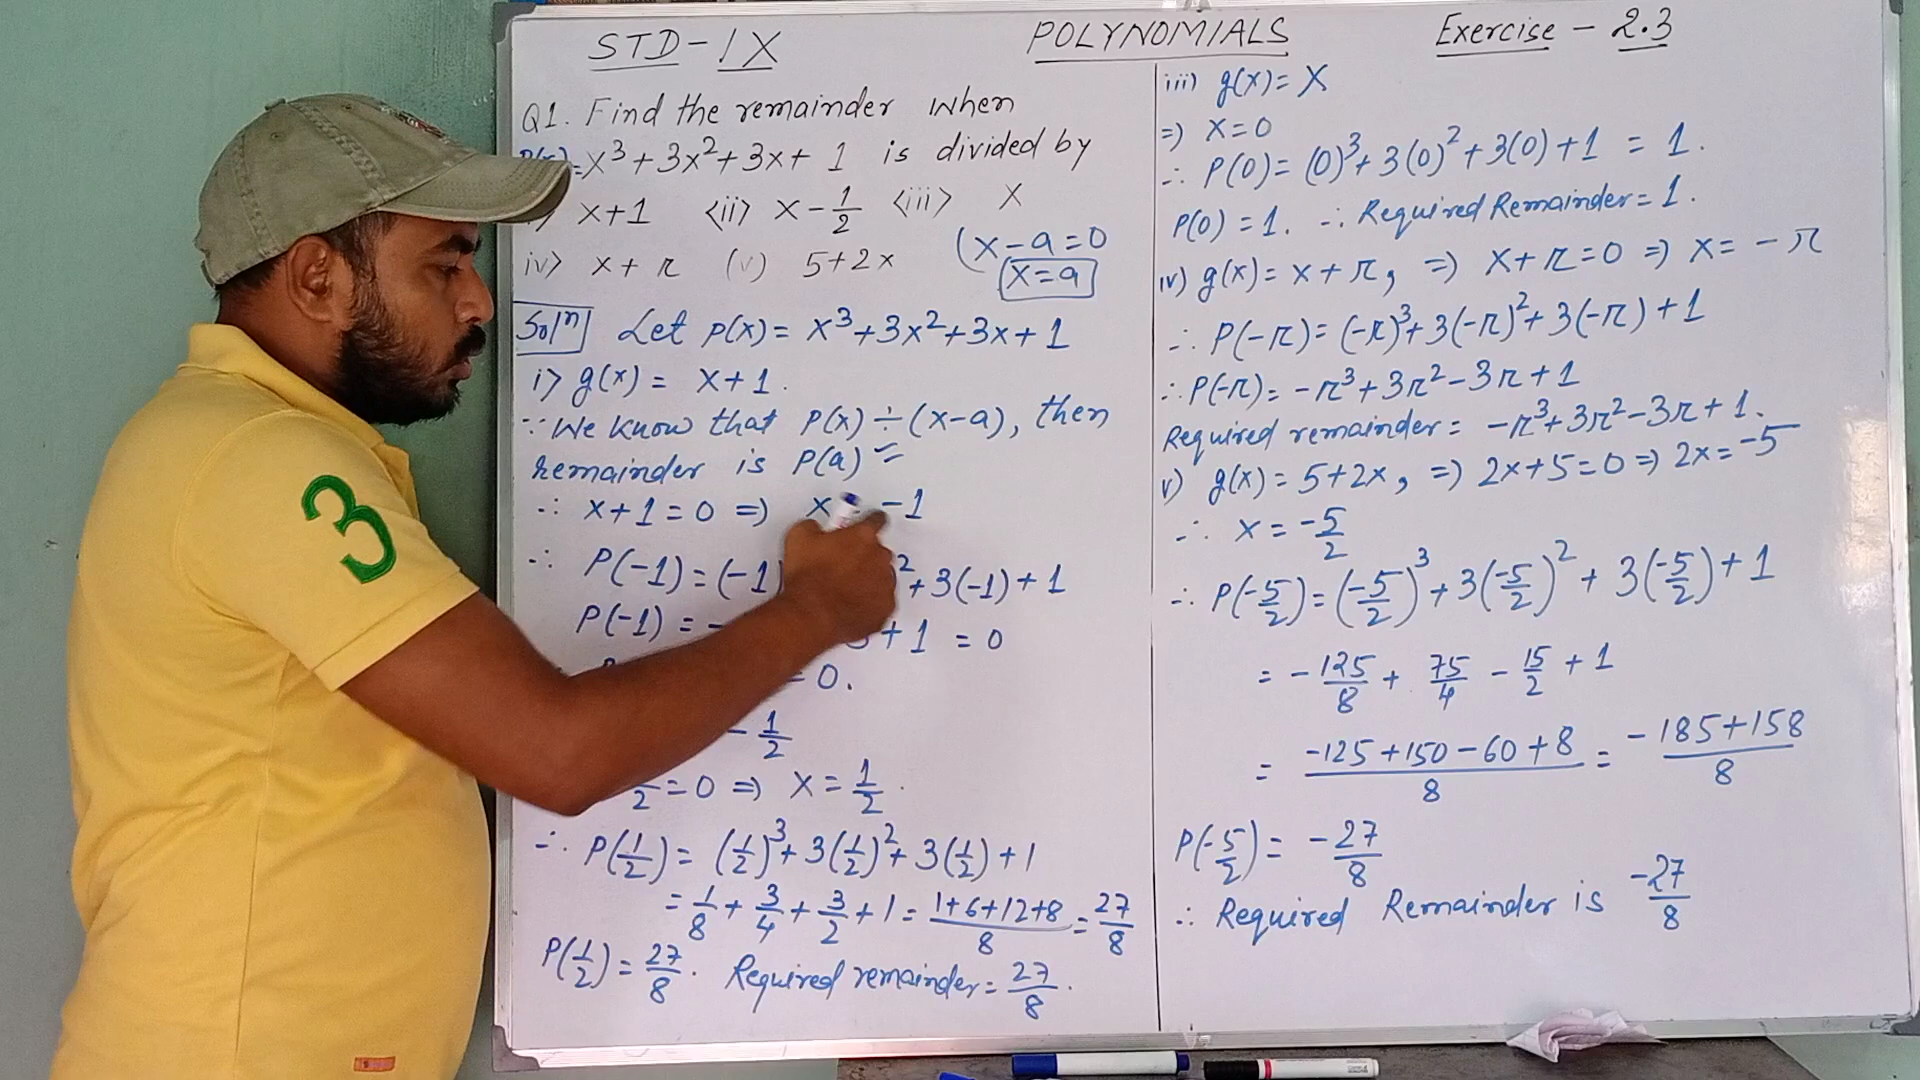 STD-IX
POLYNOMIALS
Exercise - 2.3
Q1. Find the remainder when
P(x)=x³+3x²+3x+1 is divided by
x+1 <ii> x-1/2 <iii> x
iv> x+π (v) 5+2x
(x-a=0
x=a
Solⁿ Let p(x)= x³+3x²+3x+1
i> g(x)= x+1.
∵ We know that P(x)÷(x-a), then
remainder is P(a)
∴ x+1=0 ⇒ x -1
∴ P(-1)=(-1) ²+3(-1)+1
P(-1)=- +1 = 0
=0.
-1/2
2=0 ⇒ x=1/2.
∴ P(1/2)= (1/2)³+3(1/2)²+3(1/2)+1
=1/8+3/4+3/2+1=(1+6+12+8)/8=27/8
P(1/2)=27/8. Required remainder=27/8.
iii) g(x)=x
⇒ x=0
∴ P(0)=(0)³+3(0)²+3(0)+1 = 1.
P(0)=1. ∴ Required Remainder=1.
iv) g(x)=x+π, ⇒ x+π=0 ⇒ x=-π
∴ P(-π)=(-π)³+3(-π)²+3(-π)+1
∴ P(-π)=-π³+3π²-3π+1
Required remainder= -π³+3π²-3π+1.
v) g(x)=5+2x, ⇒ 2x+5=0 ⇒ 2x=-5
∴ x=-5/2
∴ P(-5/2)=(-5/2)³+3(-5/2)²+3(-5/2)+1
= -125/8 + 75/4 - 15/2 + 1
= (-125+150-60+8)/8 = (-185+158)/8
P(-5/2)= -27/8
∴ Required Remainder is -27/8
3